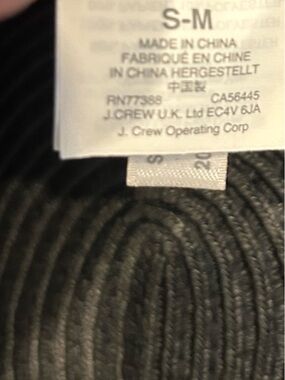 S-M
MADE IN CHINA
FABRIQUÉ EN CHINE
IN CHINA HERGESTELLT
中国製
RN77388 CA56445
J.CREW U.K. Ltd EC4V 6JA
J. Crew Operating Corp
S
20